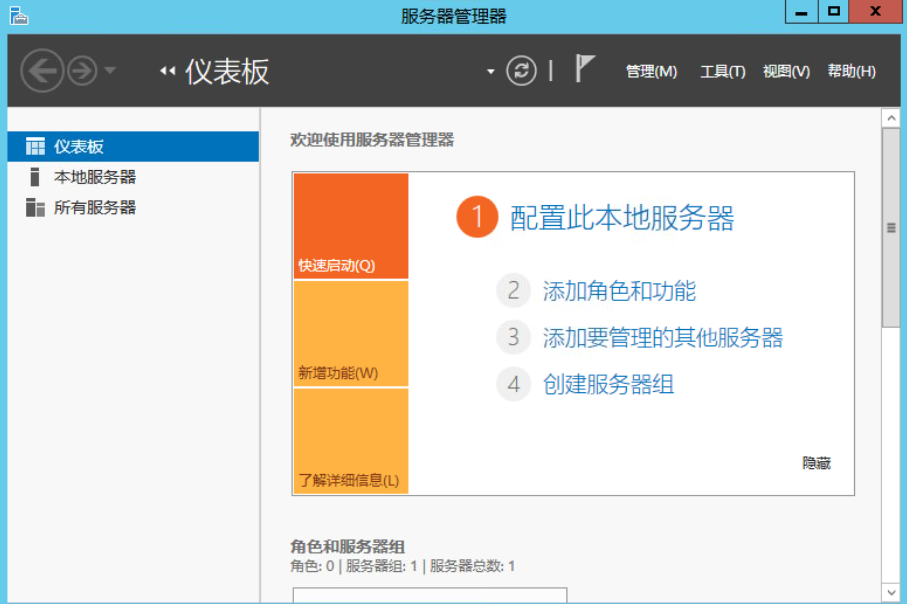 服务器管理器
仪表板
管理(M) 工具(T) 视图(V) 帮助(H)
仪表板
本地服务器
所有服务器
欢迎使用服务器管理器
快速启动(Q)
新增功能(W)
了解详细信息(L)
1 配置此本地服务器
2 添加角色和功能
3 添加要管理的其他服务器
4 创建服务器组
隐藏
角色和服务器组
角色: 0 | 服务器组: 1 | 服务器总数: 1